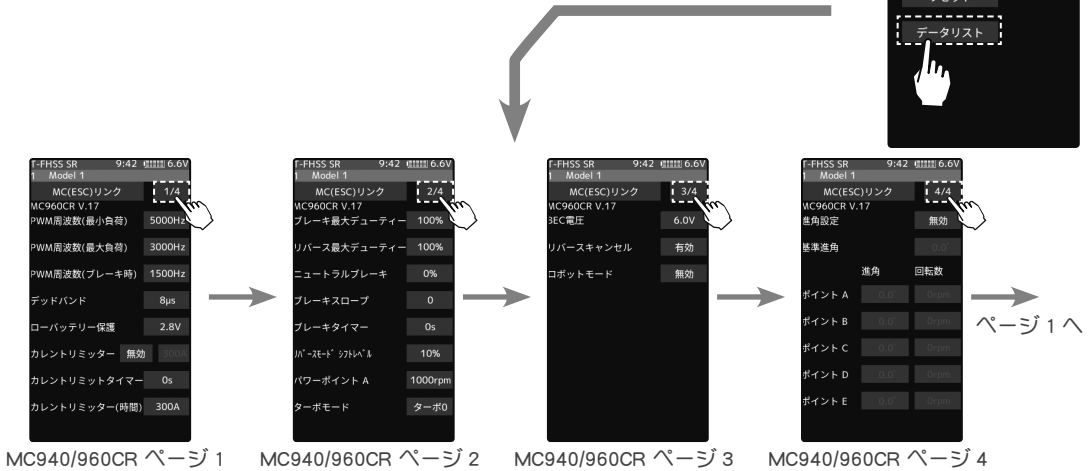 データリスト
T-FHSS SR 9:42 6.6V
1 Model 1
MC(ESC)リンク 1/4
MC960CR V.17
PWM周波数(最小負荷) 5000Hz
PWM周波数(最大負荷) 3000Hz
PWM周波数(ブレーキ時) 1500Hz
デッドバンド 8µs
ローバッテリー保護 2.8V
カレントリミッター 無効 300A
カレントリミットタイマー 0s
カレントリミッター(時間) 300A
MC940/960CR ページ 1
T-FHSS SR 9:42 6.6V
1 Model 1
MC(ESC)リンク 2/4
MC960CR V.17
ブレーキ最大デューティー 100%
リバース最大デューティー 100%
ニュートラルブレーキ 0%
ブレーキスロープ 0
ブレーキタイマー 0s
リバースモード シフトレベル 10%
パワーポイント A 1000rpm
ターボモード ターボ0
MC940/960CR ページ 2
T-FHSS SR 9:42 6.6V
1 Model 1
MC(ESC)リンク 3/4
MC960CR V.17
BEC電圧 6.0V
リバースキャンセル 有効
ロボットモード 無効
MC940/960CR ページ 3
T-FHSS SR 9:42 6.6V
1 Model 1
MC(ESC)リンク 4/4
MC960CR V.17
進角設定 無効
基準進角 0.0°
進角 回転数
ポイント A 0.0° 0rpm
ポイント B 0.0° 0rpm
ポイント C 0.0° 0rpm
ポイント D 0.0° 0rpm
ポイント E 0.0° 0rpm
MC940/960CR ページ 4
ページ 1 へ